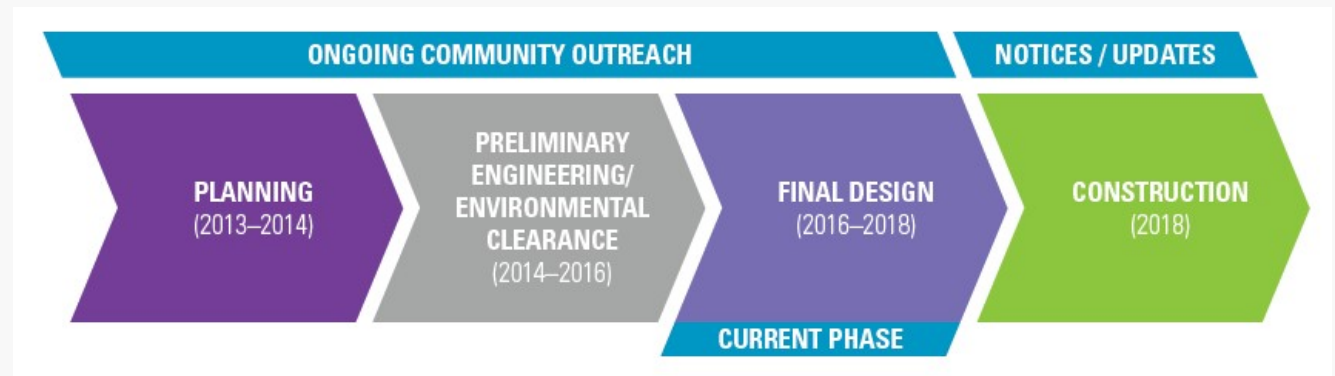 ONGOING COMMUNITY OUTREACH
NOTICES / UPDATES
PLANNING
(2013–2014)
PRELIMINARY
ENGINEERING/
ENVIRONMENTAL
CLEARANCE
(2014–2016)
FINAL DESIGN
(2016–2018)
CURRENT PHASE
CONSTRUCTION
(2018)